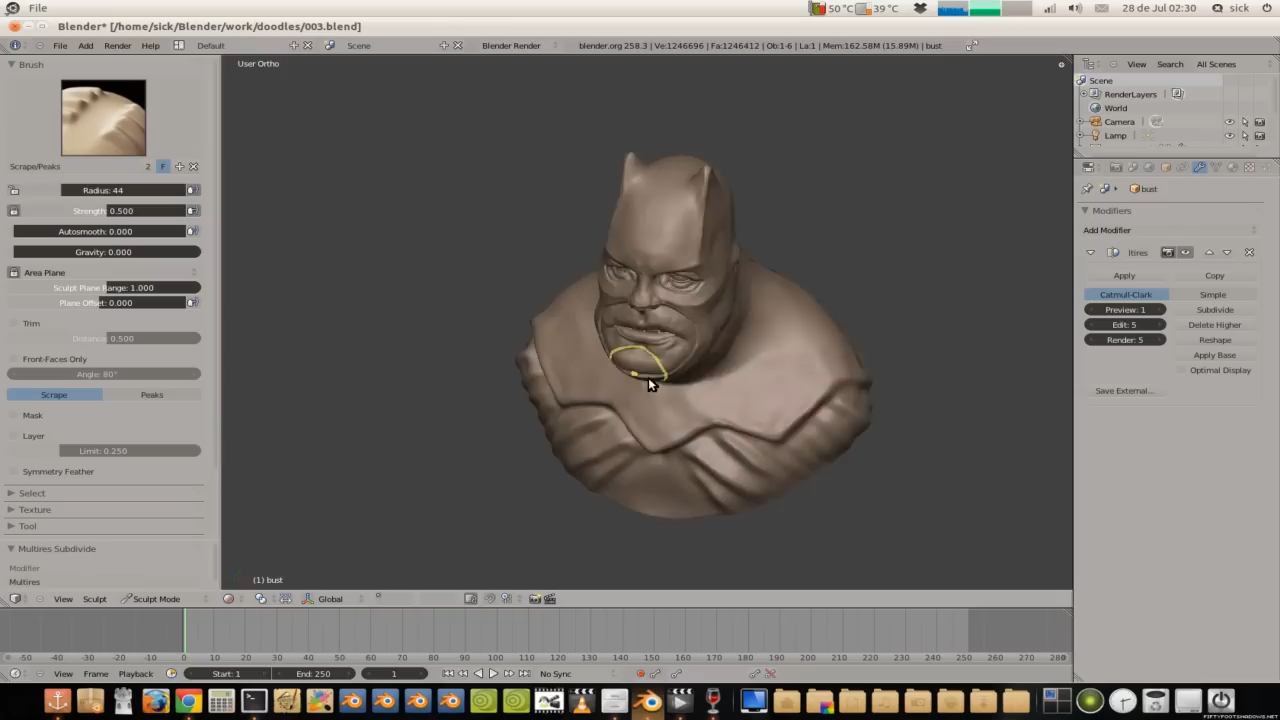 File
50 °C 39 °C
28 de Jul 02:30 sick
Blender* [/home/sick/Blender/work/doodles/003.blend]
File Add Render Help Default Scene Blender Render blender.org 258.3 | Ve:1246696 | Fa:1246412 | Ob:1-6 | La:1 | Mem:162.58M (15.89M) | bust
Brush
Scrape/Peaks 2 F
Radius: 44
Strength: 0.500
Autosmooth: 0.000
Gravity: 0.000
Area Plane
Sculpt Plane Range: 1.000
Plane Offset: 0.000
Trim
Distance: 0.500
Front-Faces Only
Angle: 80°
Scrape Peaks
Mask
Layer
Limit: 0.250
Symmetry Feather
Select
Texture
Tool
Multires Subdivide
Modifier
Multires
User Ortho
(1) bust
View Sculpt Sculpt Mode Global
-50 -40 -30 -20 -10 0 10 20 30 40 50 60 70 80 90 100 110 120 130 140 150 160 170 180 190 200 210 220 230 240 250 260 270 280
View Frame Playback Start: 1 End: 250 1 No Sync
View Search All Scenes
Scene
RenderLayers
World
Camera
Lamp
bust
Modifiers
Add Modifier
ltires
Apply Copy
Catmull-Clark Simple
Preview: 1 Subdivide
Edit: 5 Delete Higher
Render: 5 Reshape
Apply Base
Optimal Display
Save External...
FIFTYFOOTSHADOWS.NET